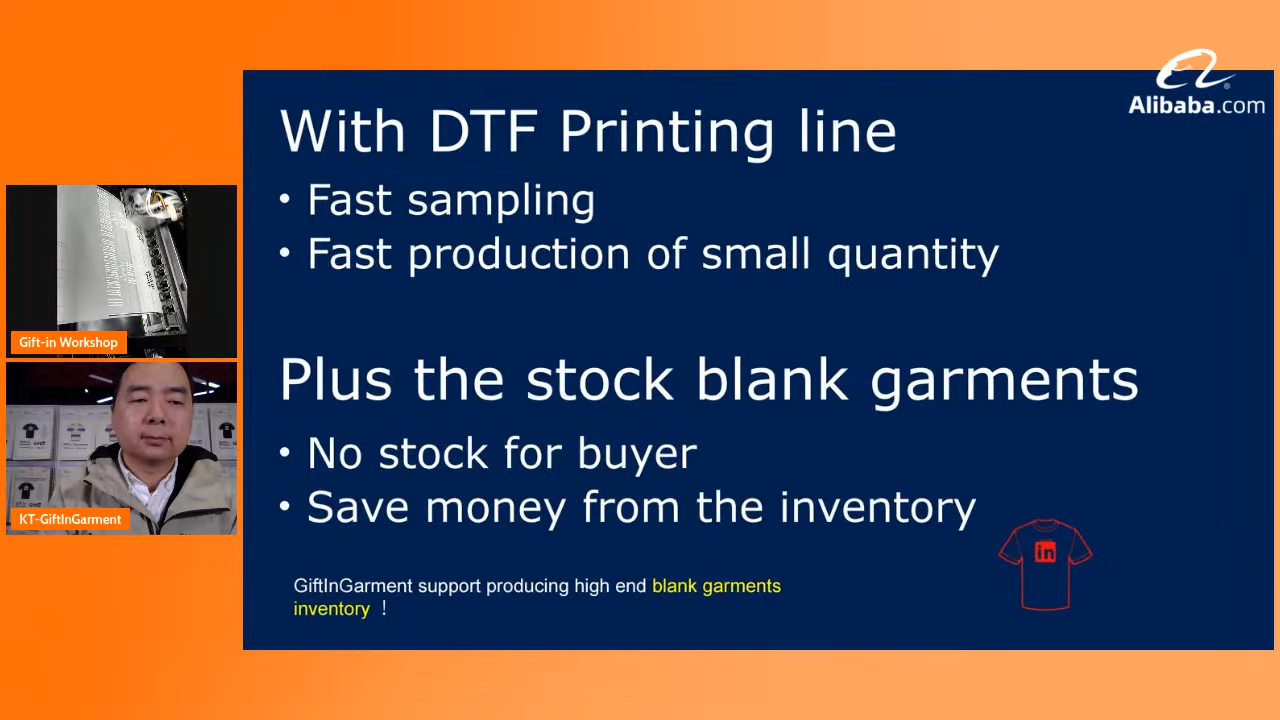 Alibaba.com
With DTF Printing line
• Fast sampling
• Fast production of small quantity
Plus the stock blank garments
• No stock for buyer
• Save money from the inventory
in
GiftInGarment support producing high end blank garments
inventory !
Gift-in Workshop
KT-GiftInGarment